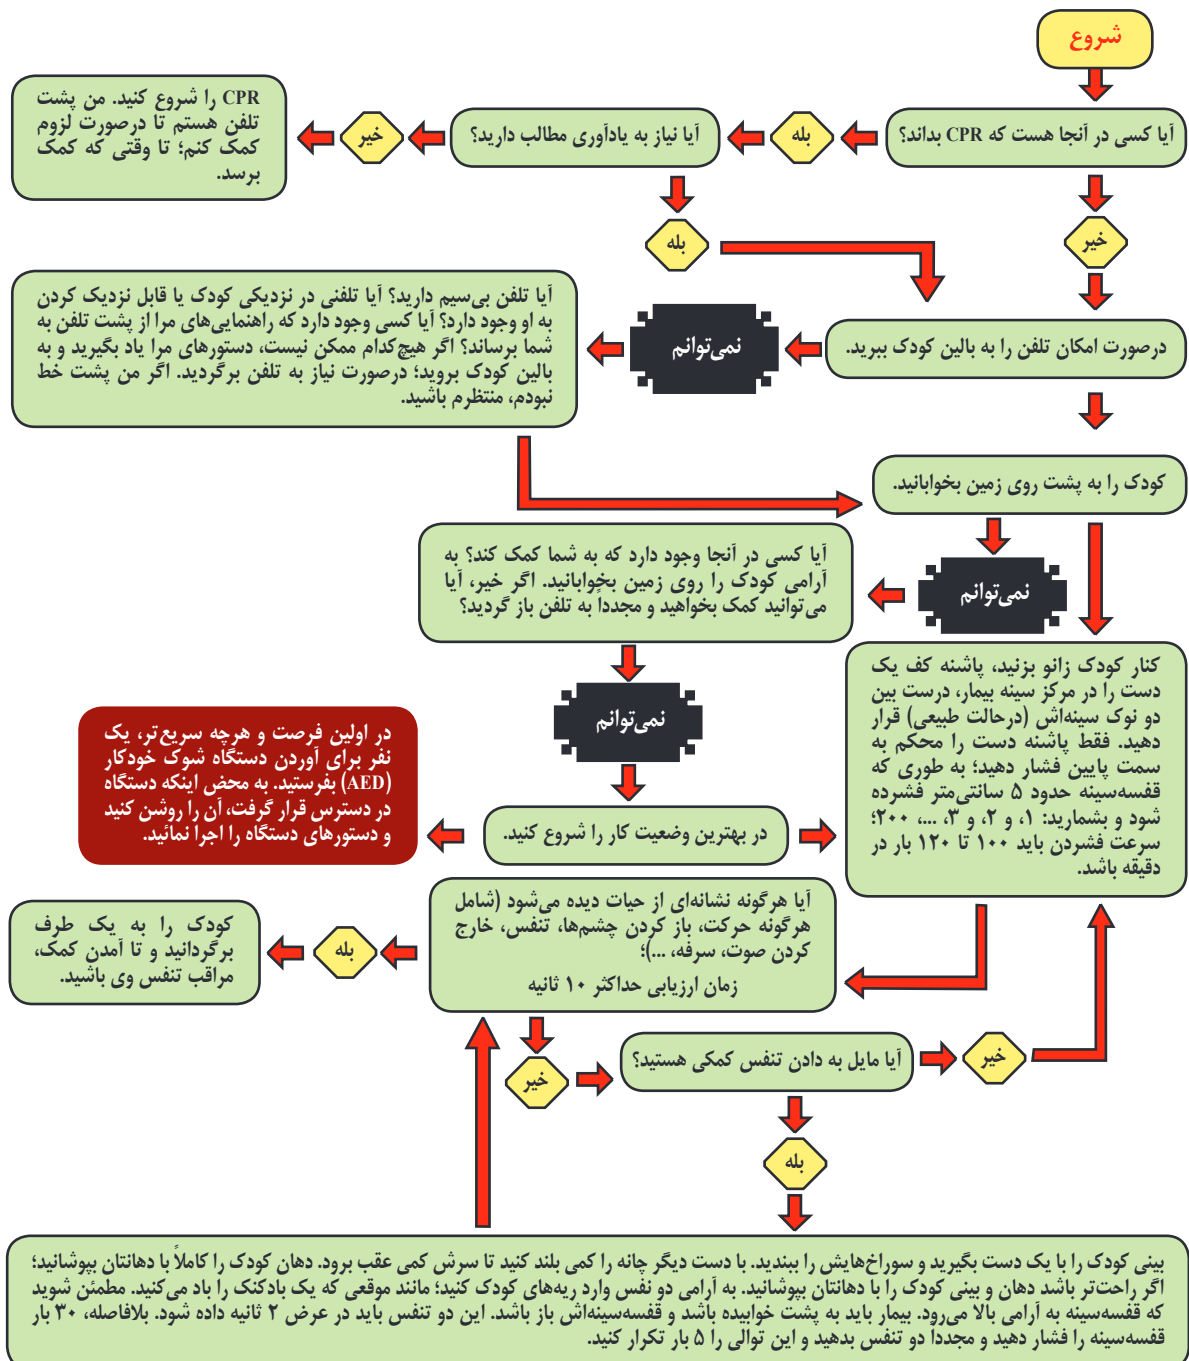 شروع
آیا کسی در آنجا هست که CPR بداند؟
بله
آیا نیاز به یادآوری مطالب دارید؟
خیر
CPR را شروع کنید. من پشت
تلفن هستم تا درصورت لزوم
کمک کنم؛ تا وقتی که کمک
برسد.
خیر
بله
درصورت امکان تلفن را به بالین کودک ببرید.
نمی‌توانم
آیا تلفن بی‌سیم دارید؟ آیا تلفنی در نزدیکی کودک یا قابل نزدیک کردن
به او وجود دارد؟ آیا کسی وجود دارد که راهنمایی‌های مرا از پشت تلفن به
شما برساند؟ اگر هیچ‌کدام ممکن نیست، دستورهای مرا یاد بگیرید و به
بالین کودک بروید؛ درصورت نیاز به تلفن برگردید. اگر من پشت خط
نبودم، منتظرم باشید.
کودک را به پشت روی زمین بخوابانید.
نمی‌توانم
آیا کسی در آنجا وجود دارد که به شما کمک کند؟ به
آرامی کودک را روی زمین بخوابانید. اگر خیر، آیا
می‌توانید کمک بخواهید و مجدداً به تلفن باز گردید؟
نمی‌توانم
کنار کودک زانو بزنید، پاشنه کف یک
دست را در مرکز سینه بیمار، درست بین
دو نوک سینه‌اش (درحالت طبیعی) قرار
دهید. فقط پاشنه دست را محکم به
سمت پایین فشار دهید؛ به طوری که
قفسه‌سینه حدود ۵ سانتی‌متر فشرده
شود و بشمارید: ۱، و ۲، و ۳، ...، ۲۰۰؛
سرعت فشردن باید ۱۰۰ تا ۱۲۰ بار در
دقیقه باشد.
در بهترین وضعیت کار را شروع کنید.
در اولین فرصت و هرچه سریع‌تر، یک
نفر برای آوردن دستگاه شوک خودکار
(AED) بفرستید. به محض اینکه دستگاه
در دسترس قرار گرفت، آن را روشن کنید
و دستورهای دستگاه را اجرا نمائید.
آیا هرگونه نشانه‌ای از حیات دیده می‌شود (شامل
هرگونه حرکت، باز کردن چشم‌ها، تنفس، خارج
کردن صوت، سرفه، ...)؛
زمان ارزیابی حداکثر ۱۰ ثانیه
بله
کودک را به یک طرف
برگردانید و تا آمدن کمک،
مراقب تنفس وی باشید.
خیر
آیا مایل به دادن تنفس کمکی هستید؟
خیر
بله
بینی کودک را با یک دست بگیرید و سوراخ‌هایش را ببندید. با دست دیگر چانه را کمی بلند کنید تا سرش کمی عقب برود. دهان کودک را کاملاً با دهانتان بپوشانید؛
اگر راحت‌تر باشد دهان و بینی کودک را با دهانتان بپوشانید. به آرامی دو نفس وارد ریه‌های کودک کنید؛ مانند موقعی که یک بادکنک را باد می‌کنید. مطمئن شوید
که قفسه‌سینه به آرامی بالا می‌رود. بیمار باید به پشت خوابیده باشد و قفسه‌سینه‌اش باز باشد. این دو تنفس باید در عرض ۲ ثانیه داده شود. بلافاصله، ۳۰ بار
قفسه‌سینه را فشار دهید و مجدداً دو تنفس بدهید و این توالی را ۵ بار تکرار کنید.